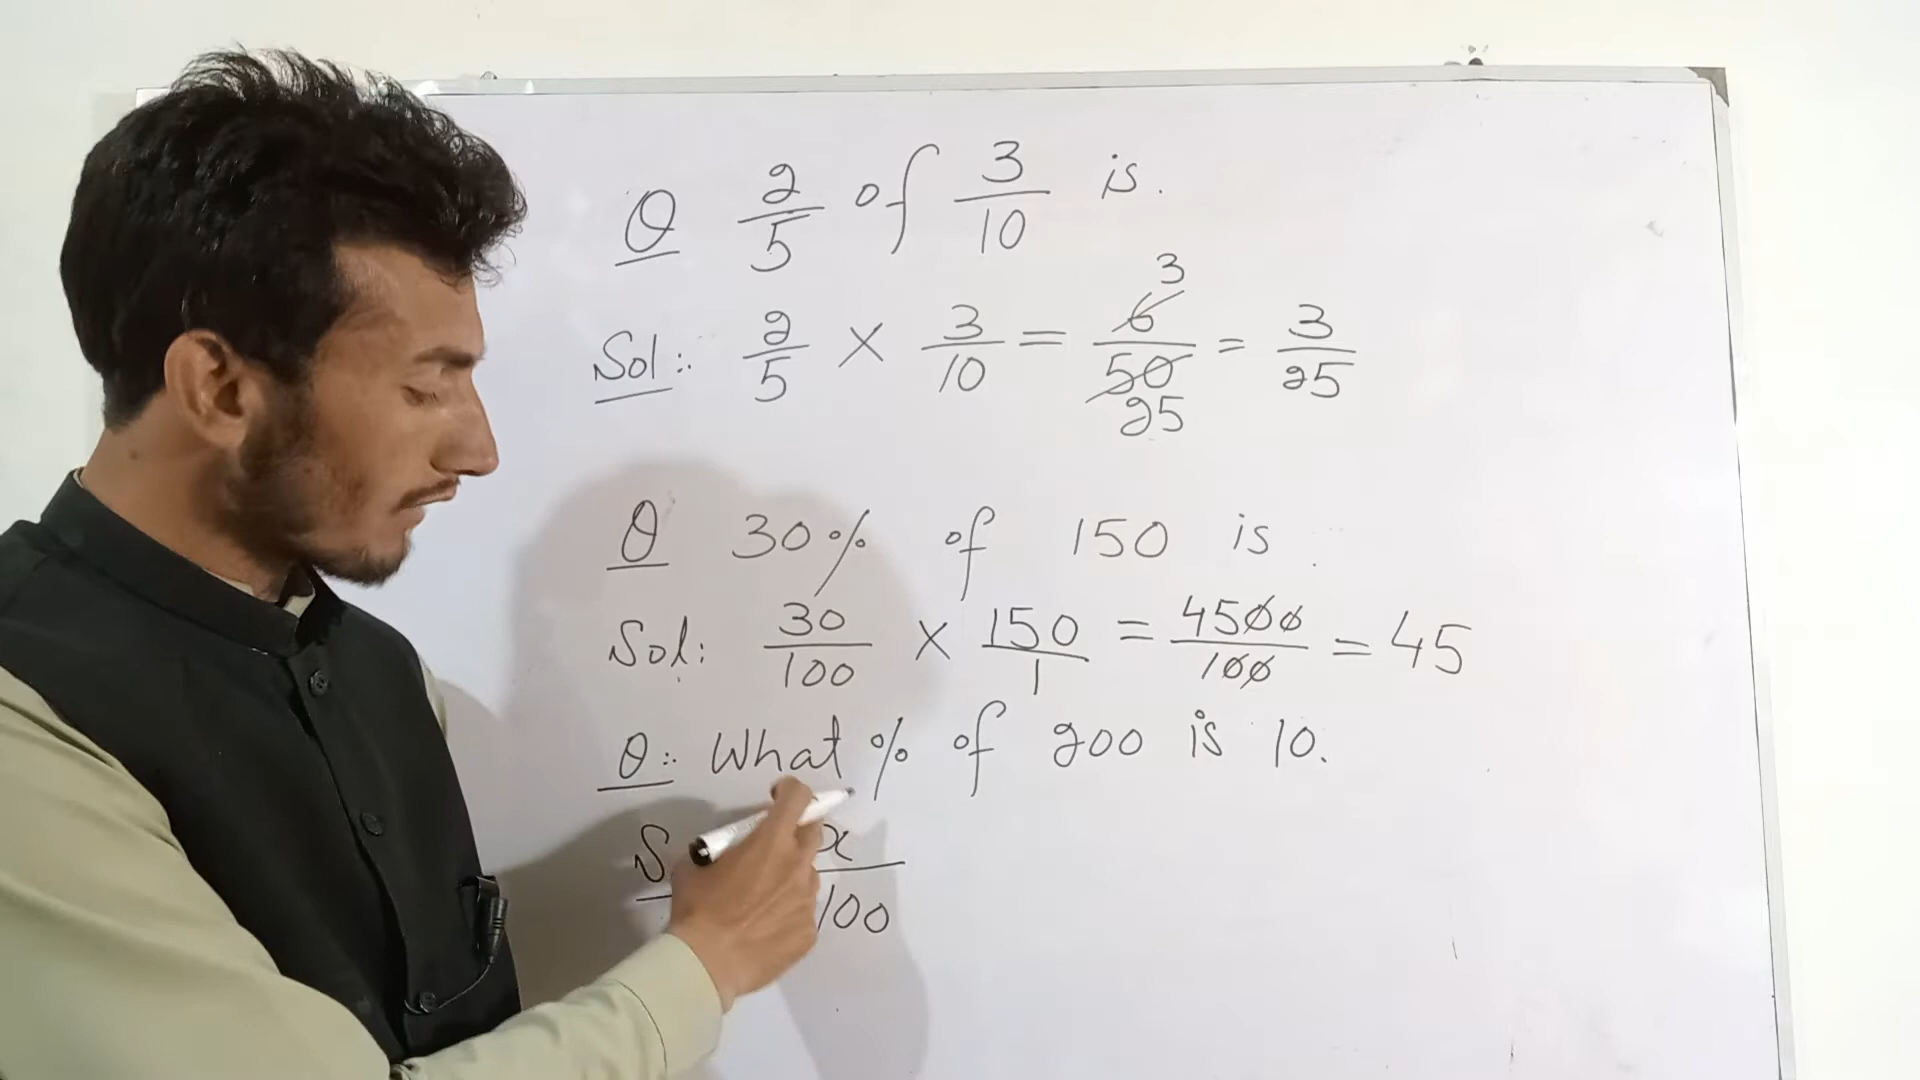 Q 2/5 of 3/10 is.
Sol:. 2/5 × 3/10 = 6/50 3 25 = 3/25
Q 30% of 150 is.
Sol: 30/100 × 150/1 = 4500/100 = 45
Q:. What % of 200 is 10.
S x/100